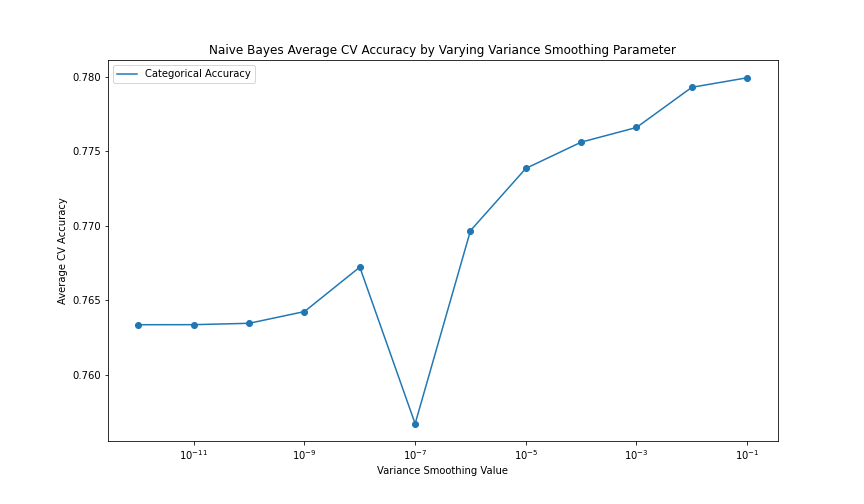 Naive Bayes Average CV Accuracy by Varying Variance Smoothing Parameter
Categorical Accuracy
0.780
0.775
0.770
0.765
0.760
Average CV Accuracy
10⁻¹¹ 10⁻⁹ 10⁻⁷ 10⁻⁵ 10⁻³ 10⁻¹
Variance Smoothing Value